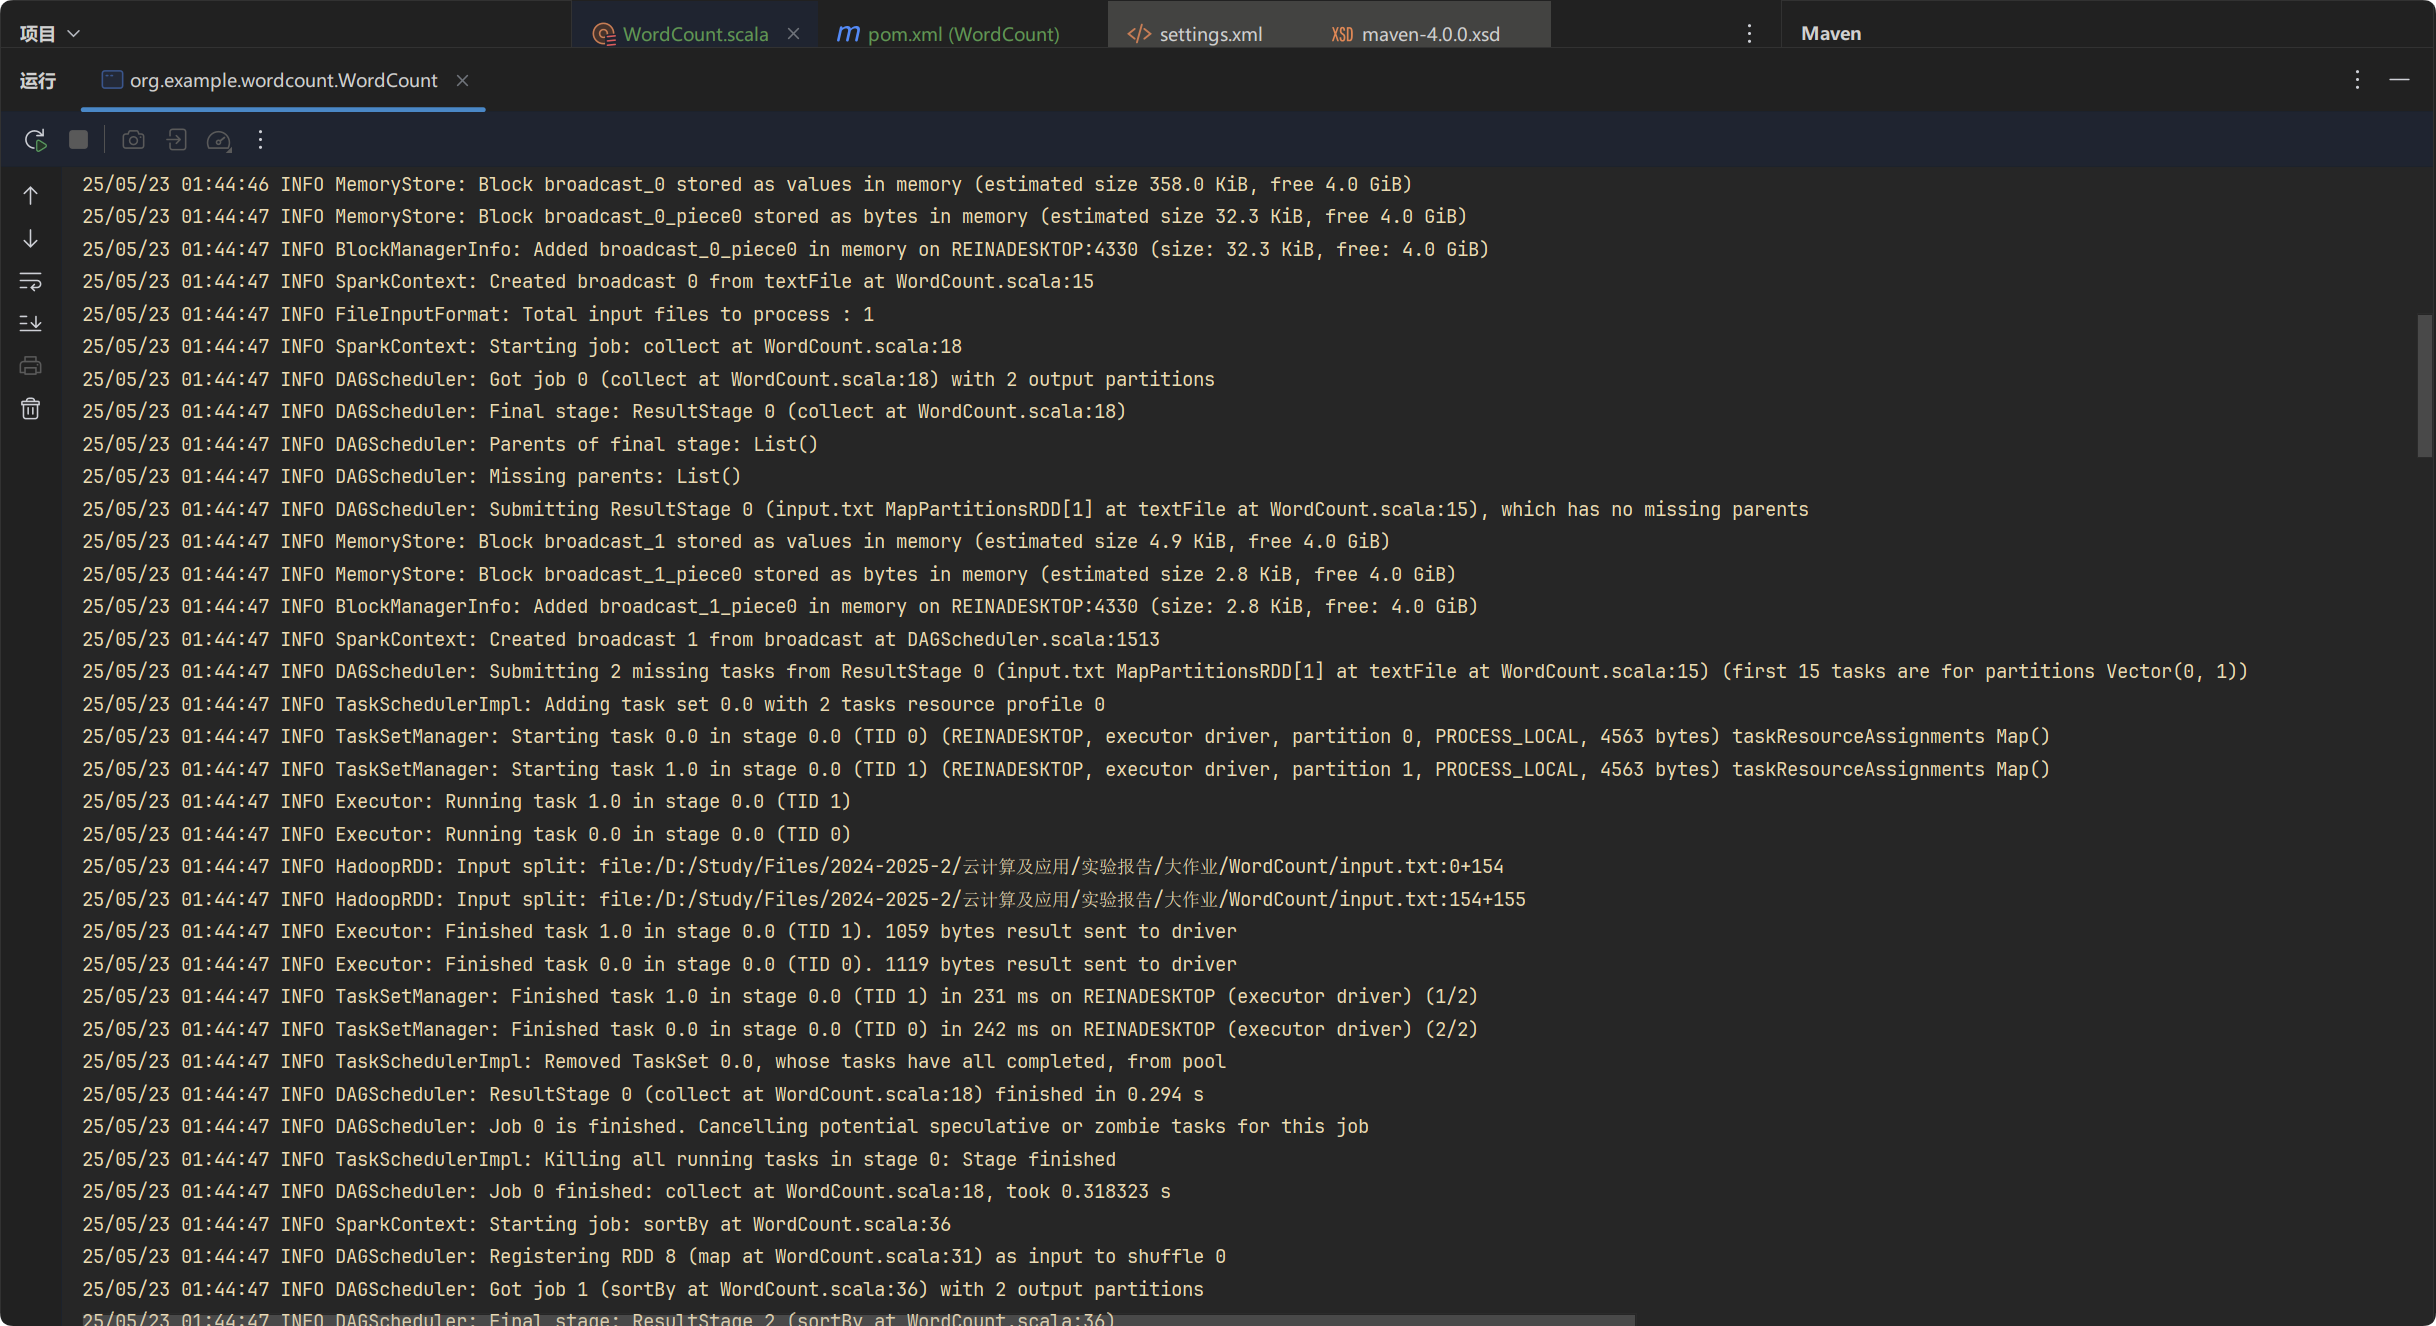 项目
WordCount.scala
pom.xml (WordCount)
settings.xml
maven-4.0.0.xsd
Maven
运行
org.example.wordcount.WordCount
25/05/23 01:44:46 INFO MemoryStore: Block broadcast_0 stored as values in memory (estimated size 358.0 KiB, free 4.0 GiB)
25/05/23 01:44:47 INFO MemoryStore: Block broadcast_0_piece0 stored as bytes in memory (estimated size 32.3 KiB, free 4.0 GiB)
25/05/23 01:44:47 INFO BlockManagerInfo: Added broadcast_0_piece0 in memory on REINADESKTOP:4330 (size: 32.3 KiB, free: 4.0 GiB)
25/05/23 01:44:47 INFO SparkContext: Created broadcast 0 from textFile at WordCount.scala:15
25/05/23 01:44:47 INFO FileInputFormat: Total input files to process : 1
25/05/23 01:44:47 INFO SparkContext: Starting job: collect at WordCount.scala:18
25/05/23 01:44:47 INFO DAGScheduler: Got job 0 (collect at WordCount.scala:18) with 2 output partitions
25/05/23 01:44:47 INFO DAGScheduler: Final stage: ResultStage 0 (collect at WordCount.scala:18)
25/05/23 01:44:47 INFO DAGScheduler: Parents of final stage: List()
25/05/23 01:44:47 INFO DAGScheduler: Missing parents: List()
25/05/23 01:44:47 INFO DAGScheduler: Submitting ResultStage 0 (input.txt MapPartitionsRDD[1] at textFile at WordCount.scala:15), which has no missing parents
25/05/23 01:44:47 INFO MemoryStore: Block broadcast_1 stored as values in memory (estimated size 4.9 KiB, free 4.0 GiB)
25/05/23 01:44:47 INFO MemoryStore: Block broadcast_1_piece0 stored as bytes in memory (estimated size 2.8 KiB, free 4.0 GiB)
25/05/23 01:44:47 INFO BlockManagerInfo: Added broadcast_1_piece0 in memory on REINADESKTOP:4330 (size: 2.8 KiB, free: 4.0 GiB)
25/05/23 01:44:47 INFO SparkContext: Created broadcast 1 from broadcast at DAGScheduler.scala:1513
25/05/23 01:44:47 INFO DAGScheduler: Submitting 2 missing tasks from ResultStage 0 (input.txt MapPartitionsRDD[1] at textFile at WordCount.scala:15) (first 15 tasks are for partitions Vector(0, 1))
25/05/23 01:44:47 INFO TaskSchedulerImpl: Adding task set 0.0 with 2 tasks resource profile 0
25/05/23 01:44:47 INFO TaskSetManager: Starting task 0.0 in stage 0.0 (TID 0) (REINADESKTOP, executor driver, partition 0, PROCESS_LOCAL, 4563 bytes) taskResourceAssignments Map()
25/05/23 01:44:47 INFO TaskSetManager: Starting task 1.0 in stage 0.0 (TID 1) (REINADESKTOP, executor driver, partition 1, PROCESS_LOCAL, 4563 bytes) taskResourceAssignments Map()
25/05/23 01:44:47 INFO Executor: Running task 1.0 in stage 0.0 (TID 1)
25/05/23 01:44:47 INFO Executor: Running task 0.0 in stage 0.0 (TID 0)
25/05/23 01:44:47 INFO HadoopRDD: Input split: file:/D:/Study/Files/2024-2025-2/云计算及应用/实验报告/大作业/WordCount/input.txt:0+154
25/05/23 01:44:47 INFO HadoopRDD: Input split: file:/D:/Study/Files/2024-2025-2/云计算及应用/实验报告/大作业/WordCount/input.txt:154+155
25/05/23 01:44:47 INFO Executor: Finished task 1.0 in stage 0.0 (TID 1). 1059 bytes result sent to driver
25/05/23 01:44:47 INFO Executor: Finished task 0.0 in stage 0.0 (TID 0). 1119 bytes result sent to driver
25/05/23 01:44:47 INFO TaskSetManager: Finished task 1.0 in stage 0.0 (TID 1) in 231 ms on REINADESKTOP (executor driver) (1/2)
25/05/23 01:44:47 INFO TaskSetManager: Finished task 0.0 in stage 0.0 (TID 0) in 242 ms on REINADESKTOP (executor driver) (2/2)
25/05/23 01:44:47 INFO TaskSchedulerImpl: Removed TaskSet 0.0, whose tasks have all completed, from pool
25/05/23 01:44:47 INFO DAGScheduler: ResultStage 0 (collect at WordCount.scala:18) finished in 0.294 s
25/05/23 01:44:47 INFO DAGScheduler: Job 0 is finished. Cancelling potential speculative or zombie tasks for this job
25/05/23 01:44:47 INFO TaskSchedulerImpl: Killing all running tasks in stage 0: Stage finished
25/05/23 01:44:47 INFO DAGScheduler: Job 0 finished: collect at WordCount.scala:18, took 0.318323 s
25/05/23 01:44:47 INFO SparkContext: Starting job: sortBy at WordCount.scala:36
25/05/23 01:44:47 INFO DAGScheduler: Registering RDD 8 (map at WordCount.scala:31) as input to shuffle 0
25/05/23 01:44:47 INFO DAGScheduler: Got job 1 (sortBy at WordCount.scala:36) with 2 output partitions
25/05/23 01:44:47 INFO DAGScheduler: Final stage: ResultStage 2 (sortBy at WordCount.scala:36)